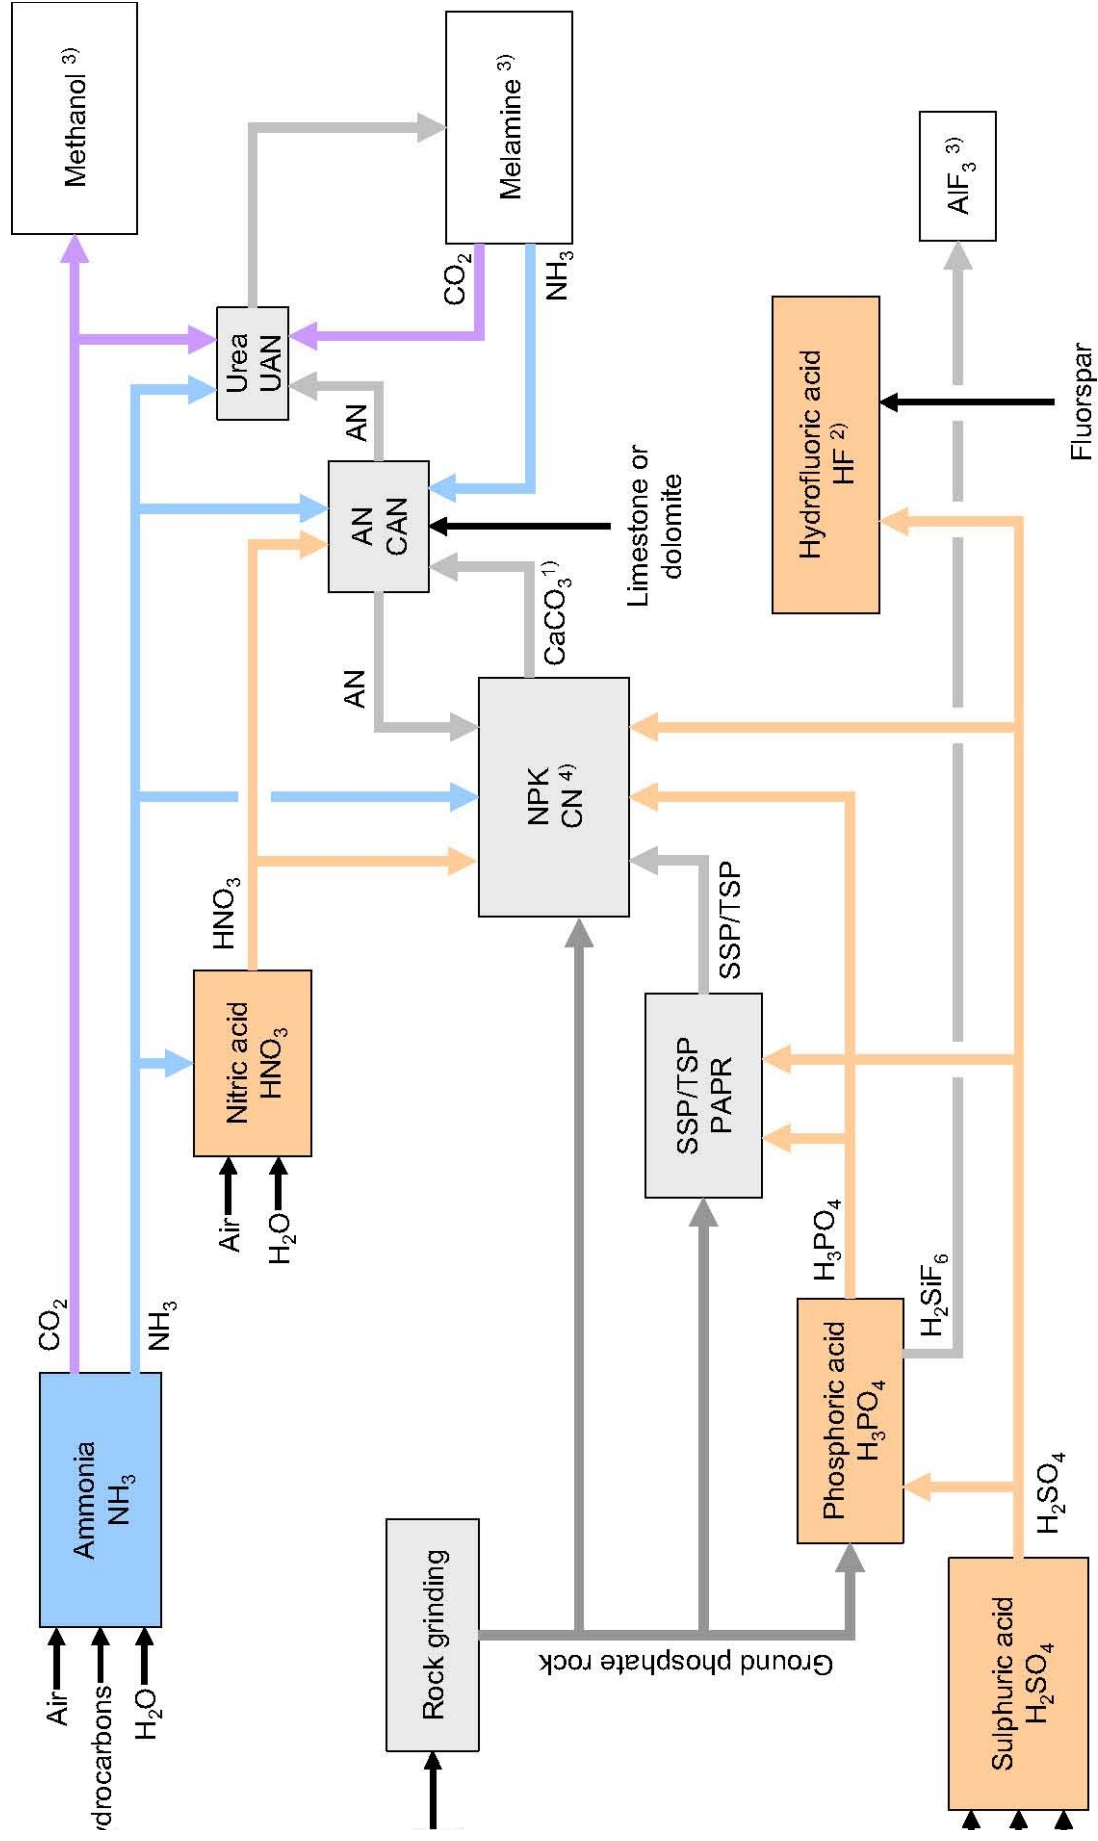 Air
ydrocarbons
H₂O
Ammonia
NH₃
CO₂
NH₃
Methanol ³⁾
Air
H₂O
Nitric acid
HNO₃
HNO₃
Urea
UAN
AN
AN
CAN
AN
CO₂
NH₃
Melamine ³⁾
Limestone or
dolomite
CaCO₃¹⁾
NPK
CN ⁴⁾
Rock grinding
Ground phosphate rock
SSP/TSP
PAPR
SSP/TSP
Phosphoric acid
H₃PO₄
H₃PO₄
H₂SiF₆
Hydrofluoric acid
HF ²⁾
Fluorspar
AlF₃ ³⁾
Sulphuric acid
H₂SO₄
H₂SO₄